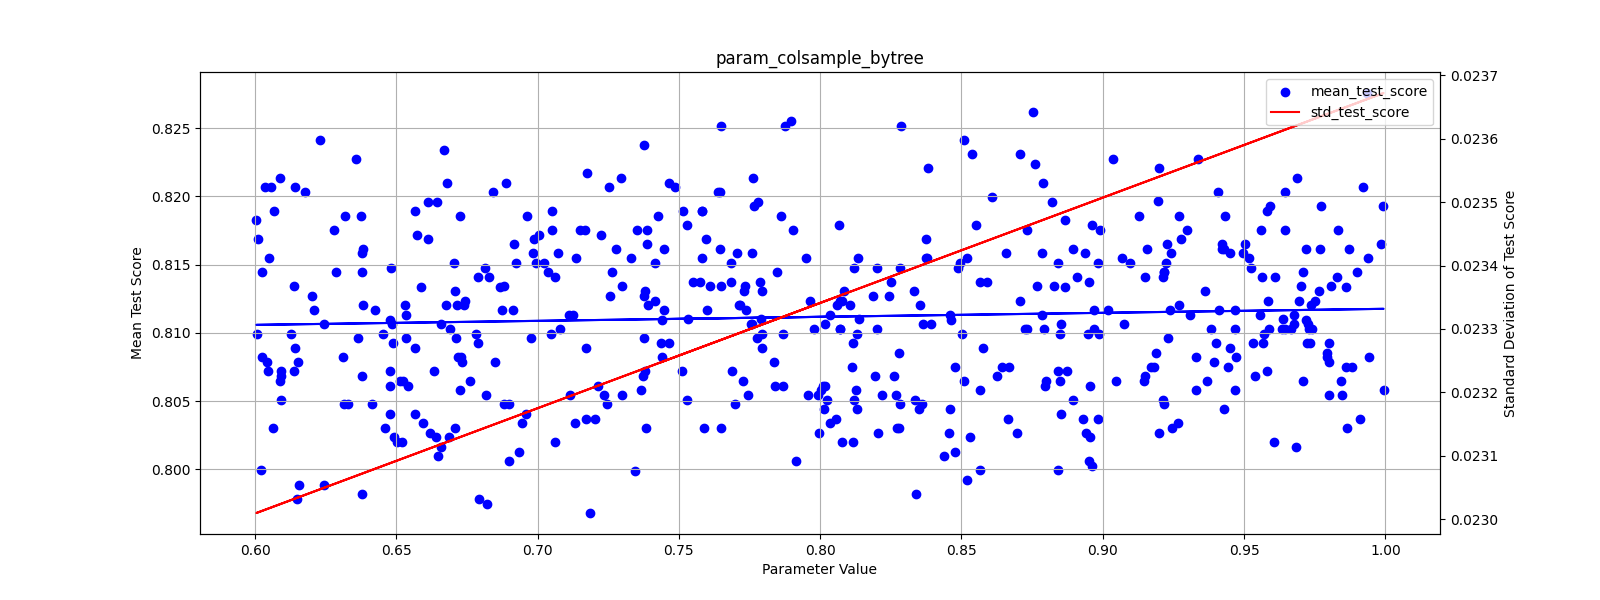 param_colsample_bytree
mean_test_score
std_test_score
Mean Test Score
0.825
0.820
0.815
0.810
0.805
0.800
0.0237
0.0236
0.0235
0.0234
0.0233
0.0232
0.0231
0.0230
Standard Deviation of Test Score
0.60 0.65 0.70 0.75 0.80 0.85 0.90 0.95 1.00
Parameter Value